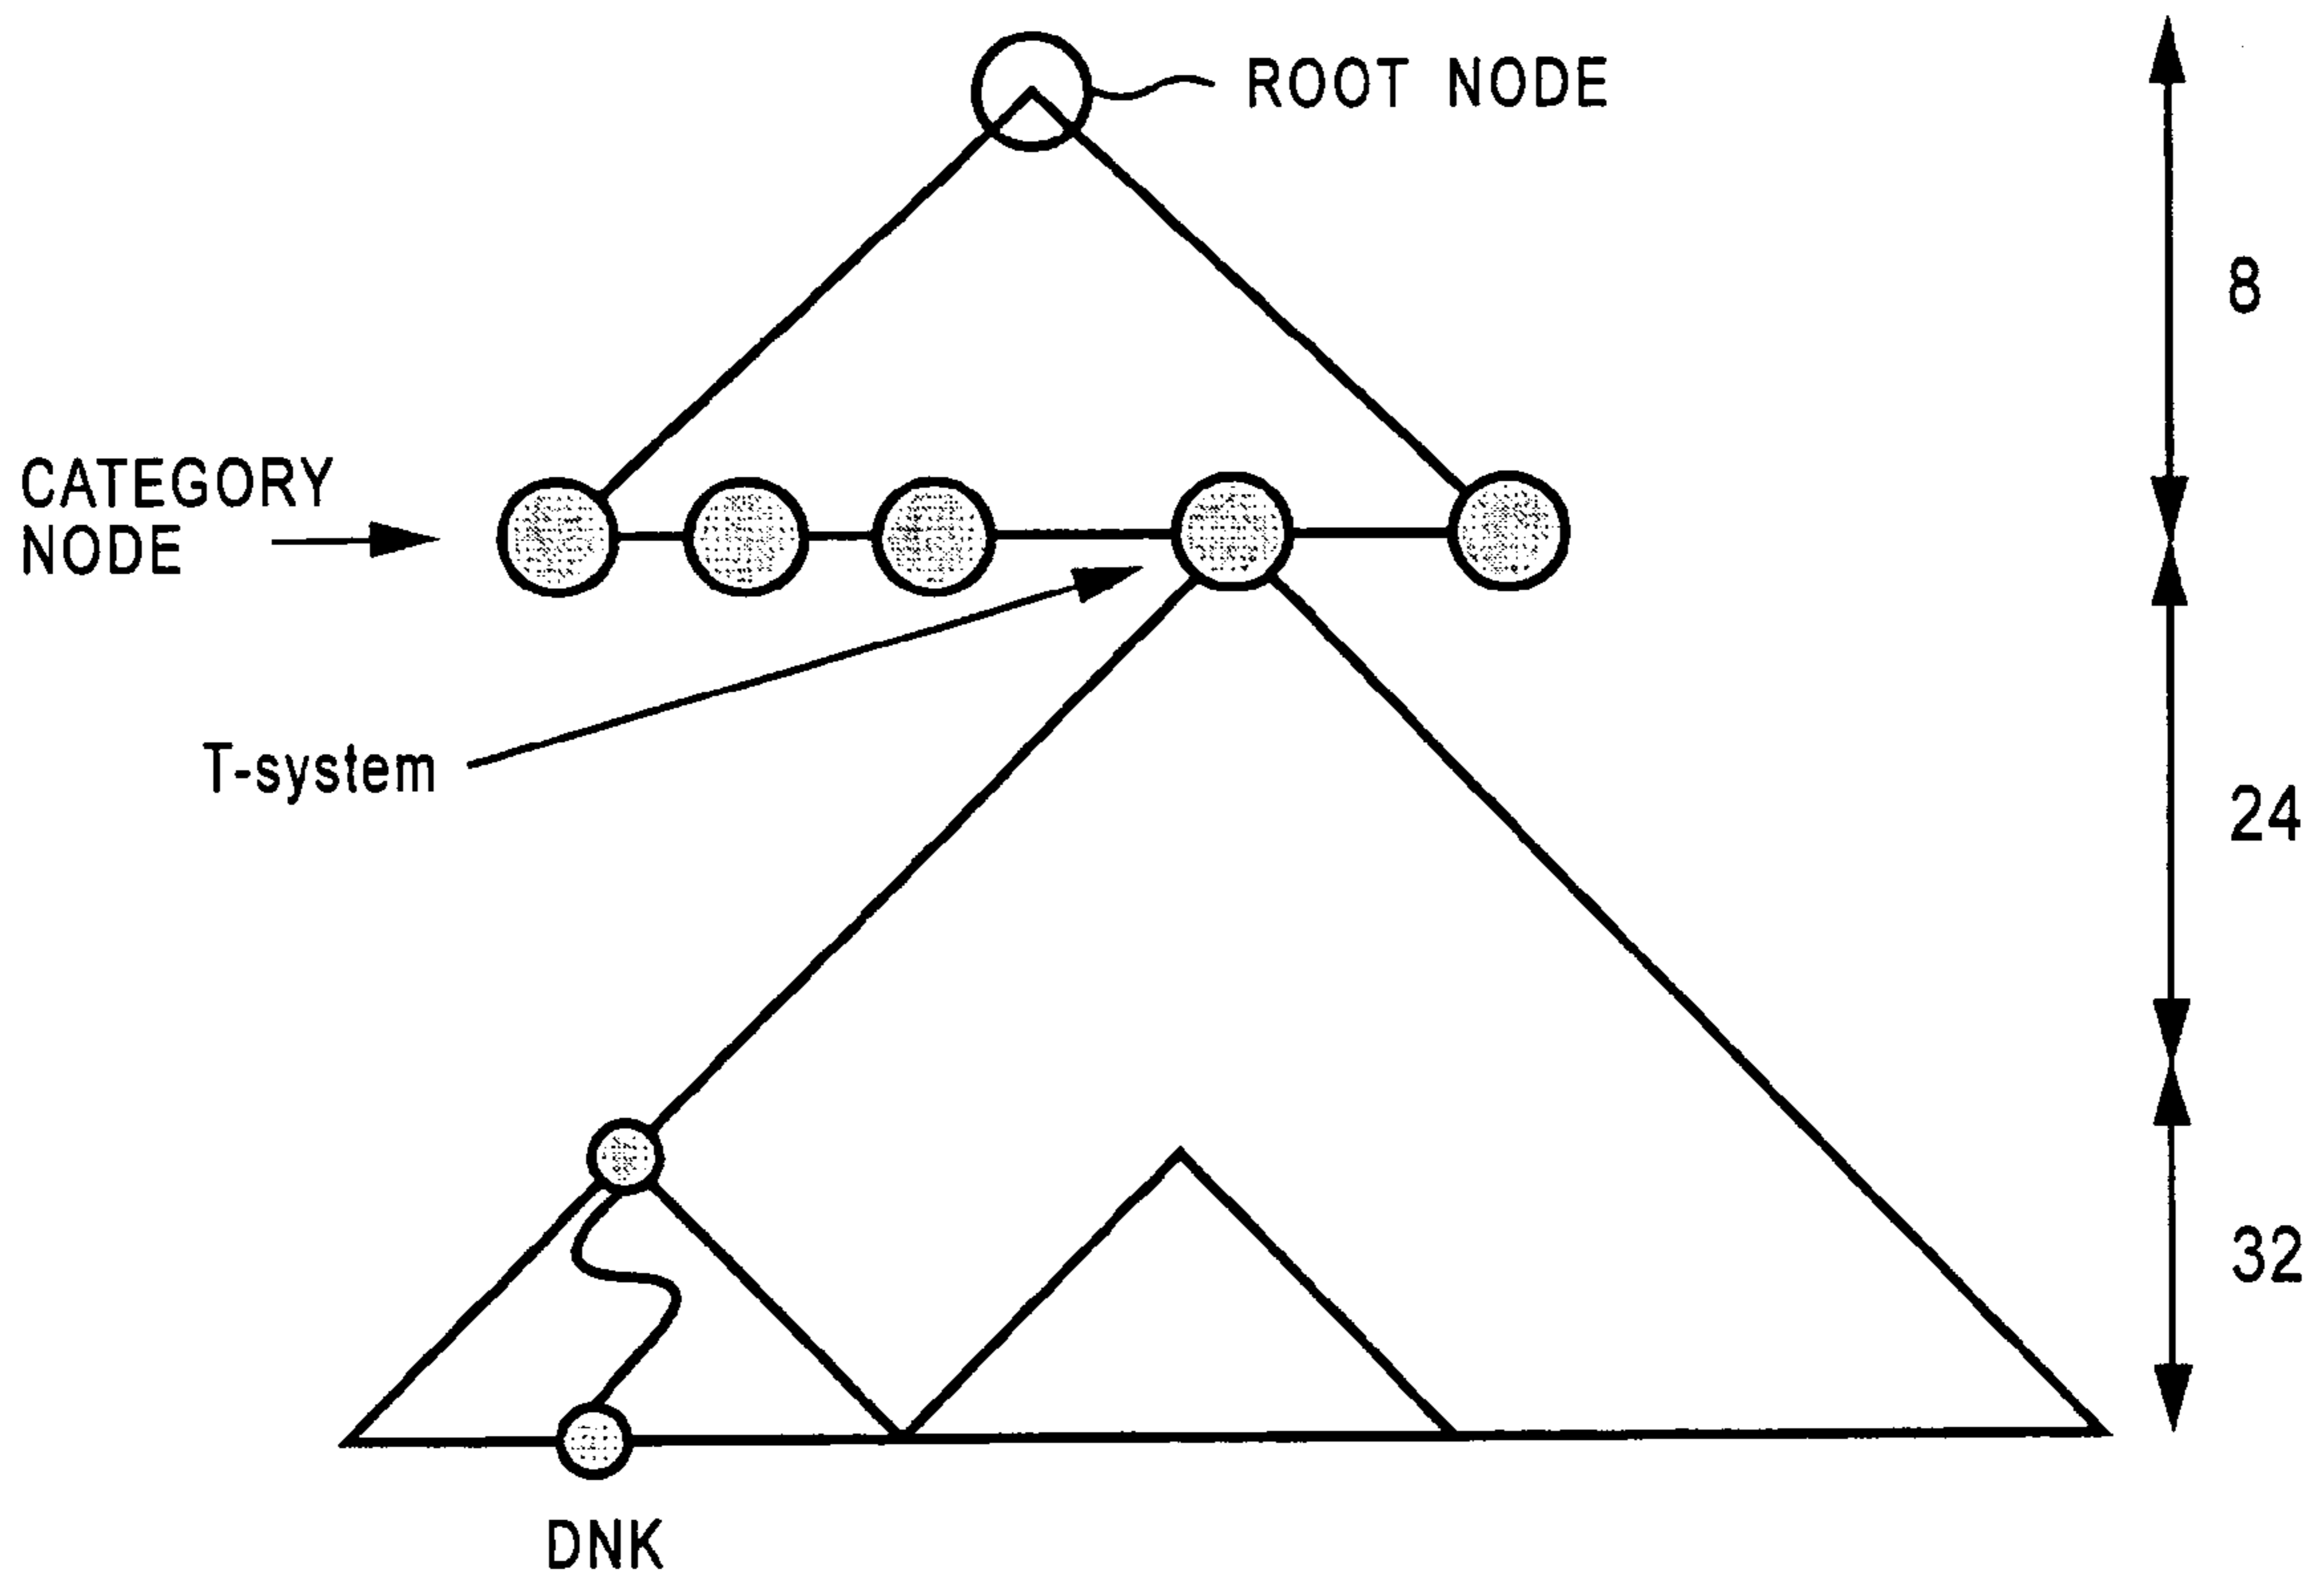 ROOT NODE
8
CATEGORY
NODE
T-system
24
32
DNK